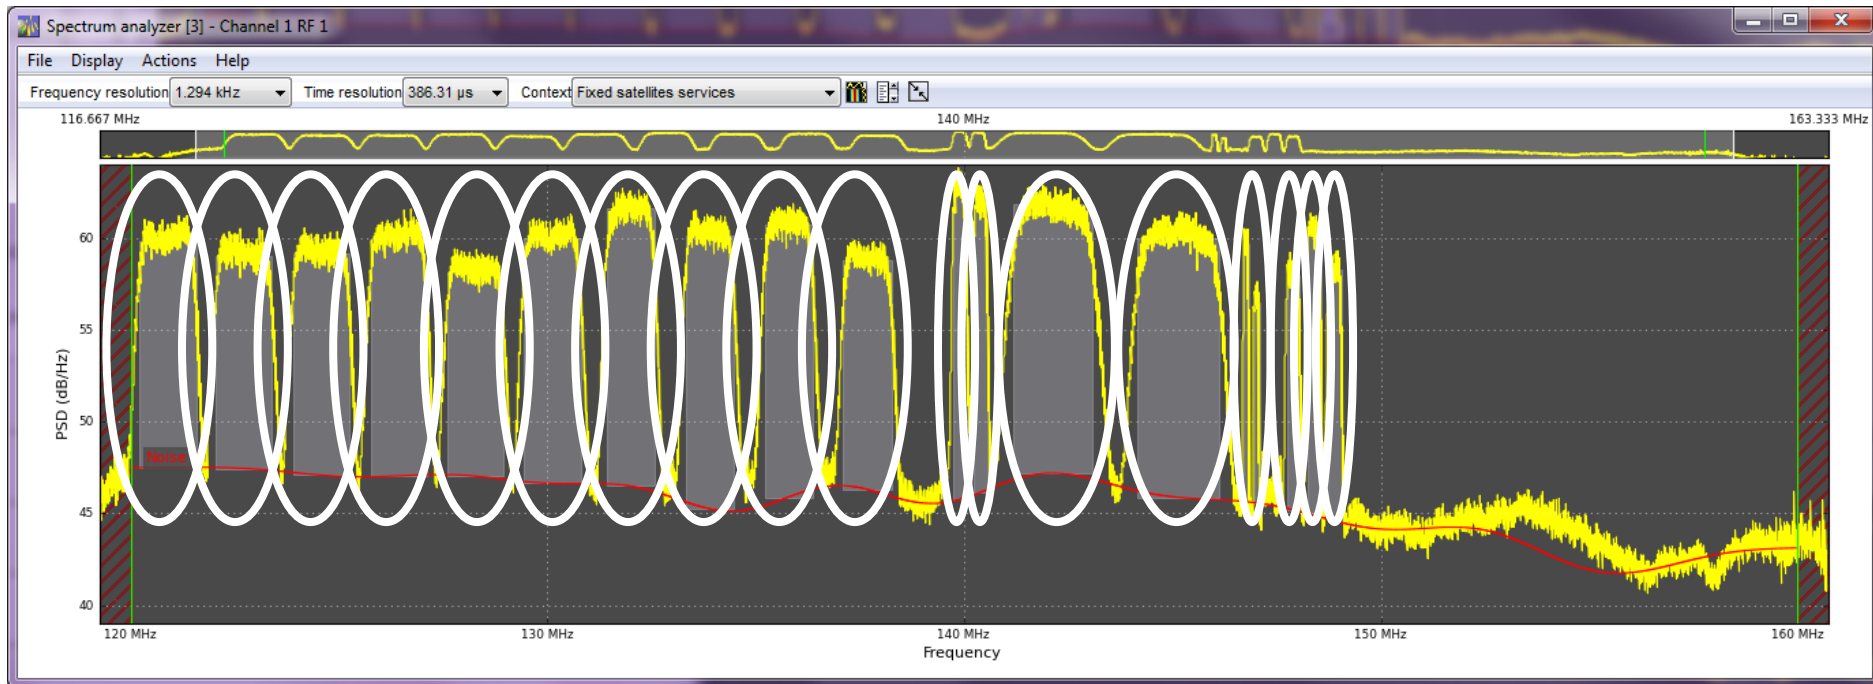 Spectrum analyzer [3] - Channel 1 RF 1
File Display Actions Help
Frequency resolution 1.294 kHz Time resolution 386.31 µs Context Fixed satellites services
116.667 MHz 140 MHz 163.333 MHz
60
55
50
45
40
PSD (dB/Hz)
Noise
120 MHz 130 MHz 140 MHz 150 MHz 160 MHz
Frequency